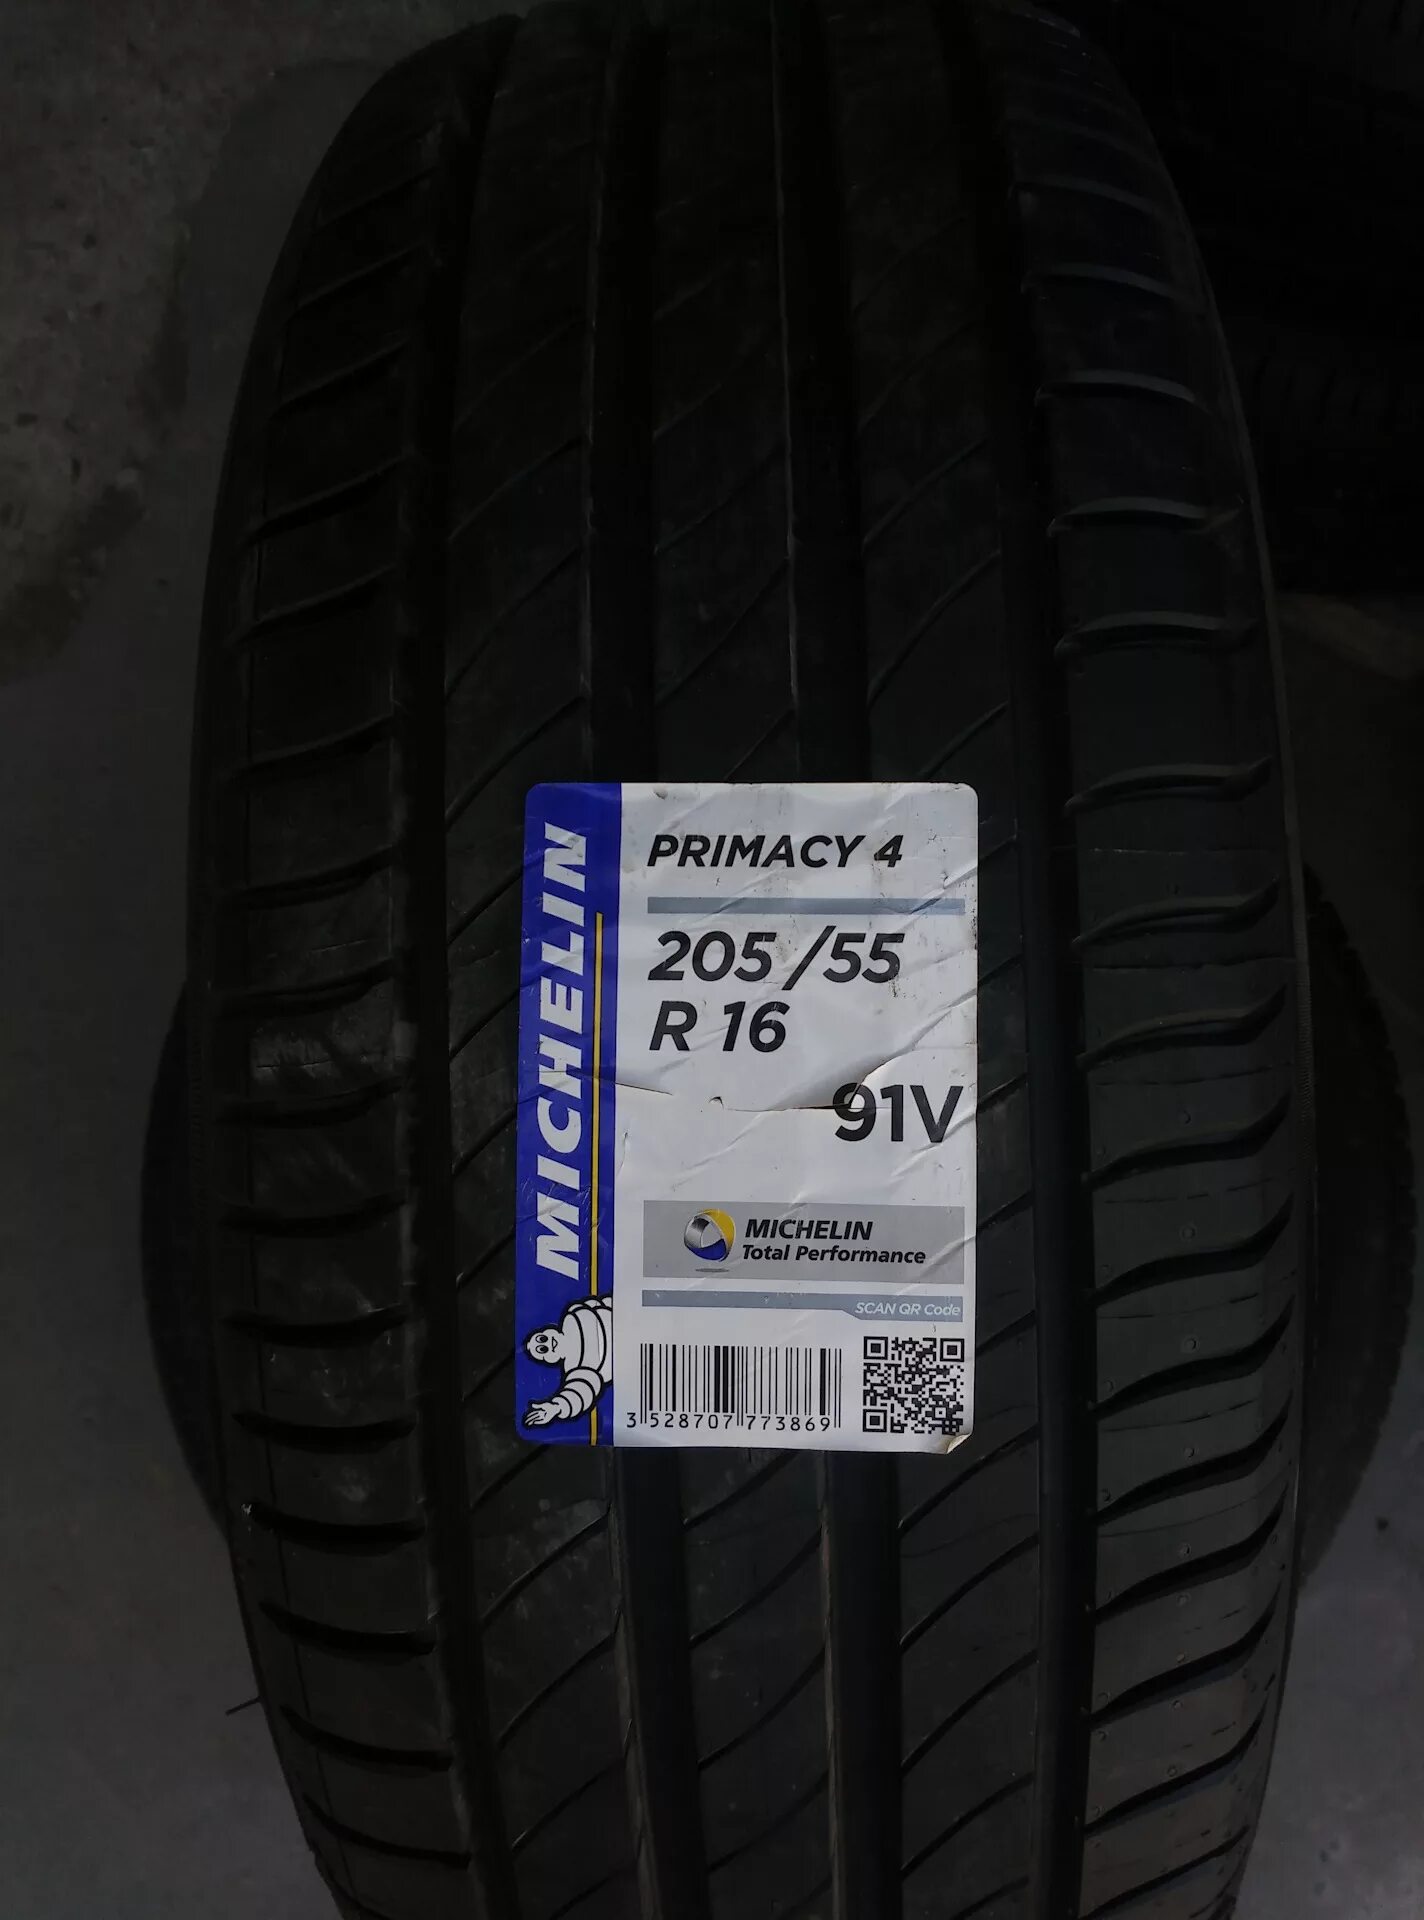 MICHELIN
PRIMACY 4
205/55
R 16
91V
MICHELIN
Total Performance
SCAN QR Code
3 528707 773869